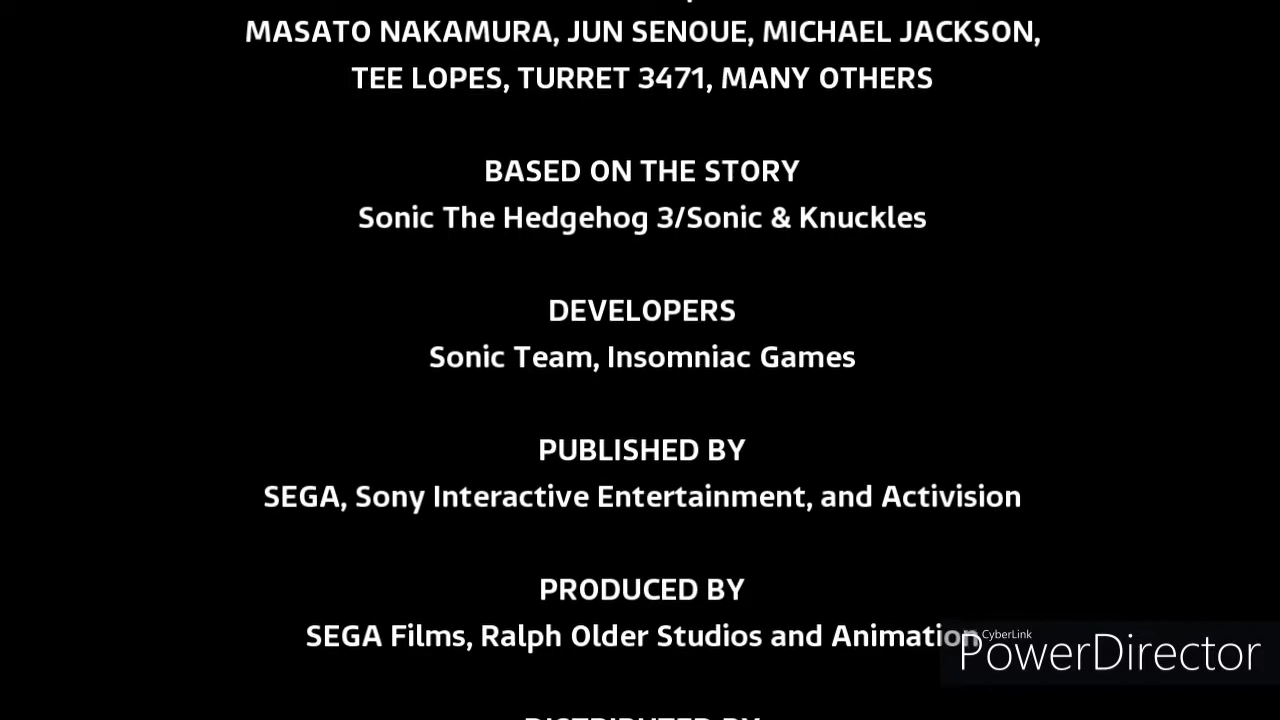 MASATO NAKAMURA, JUN SENOUE, MICHAEL JACKSON,
TEE LOPES, TURRET 3471, MANY OTHERS
BASED ON THE STORY
Sonic The Hedgehog 3/Sonic & Knuckles
DEVELOPERS
Sonic Team, Insomniac Games
PUBLISHED BY
SEGA, Sony Interactive Entertainment, and Activision
PRODUCED BY
SEGA Films, Ralph Older Studios and Animation
CyberLink
PowerDirector
DISTRIBUTED BY